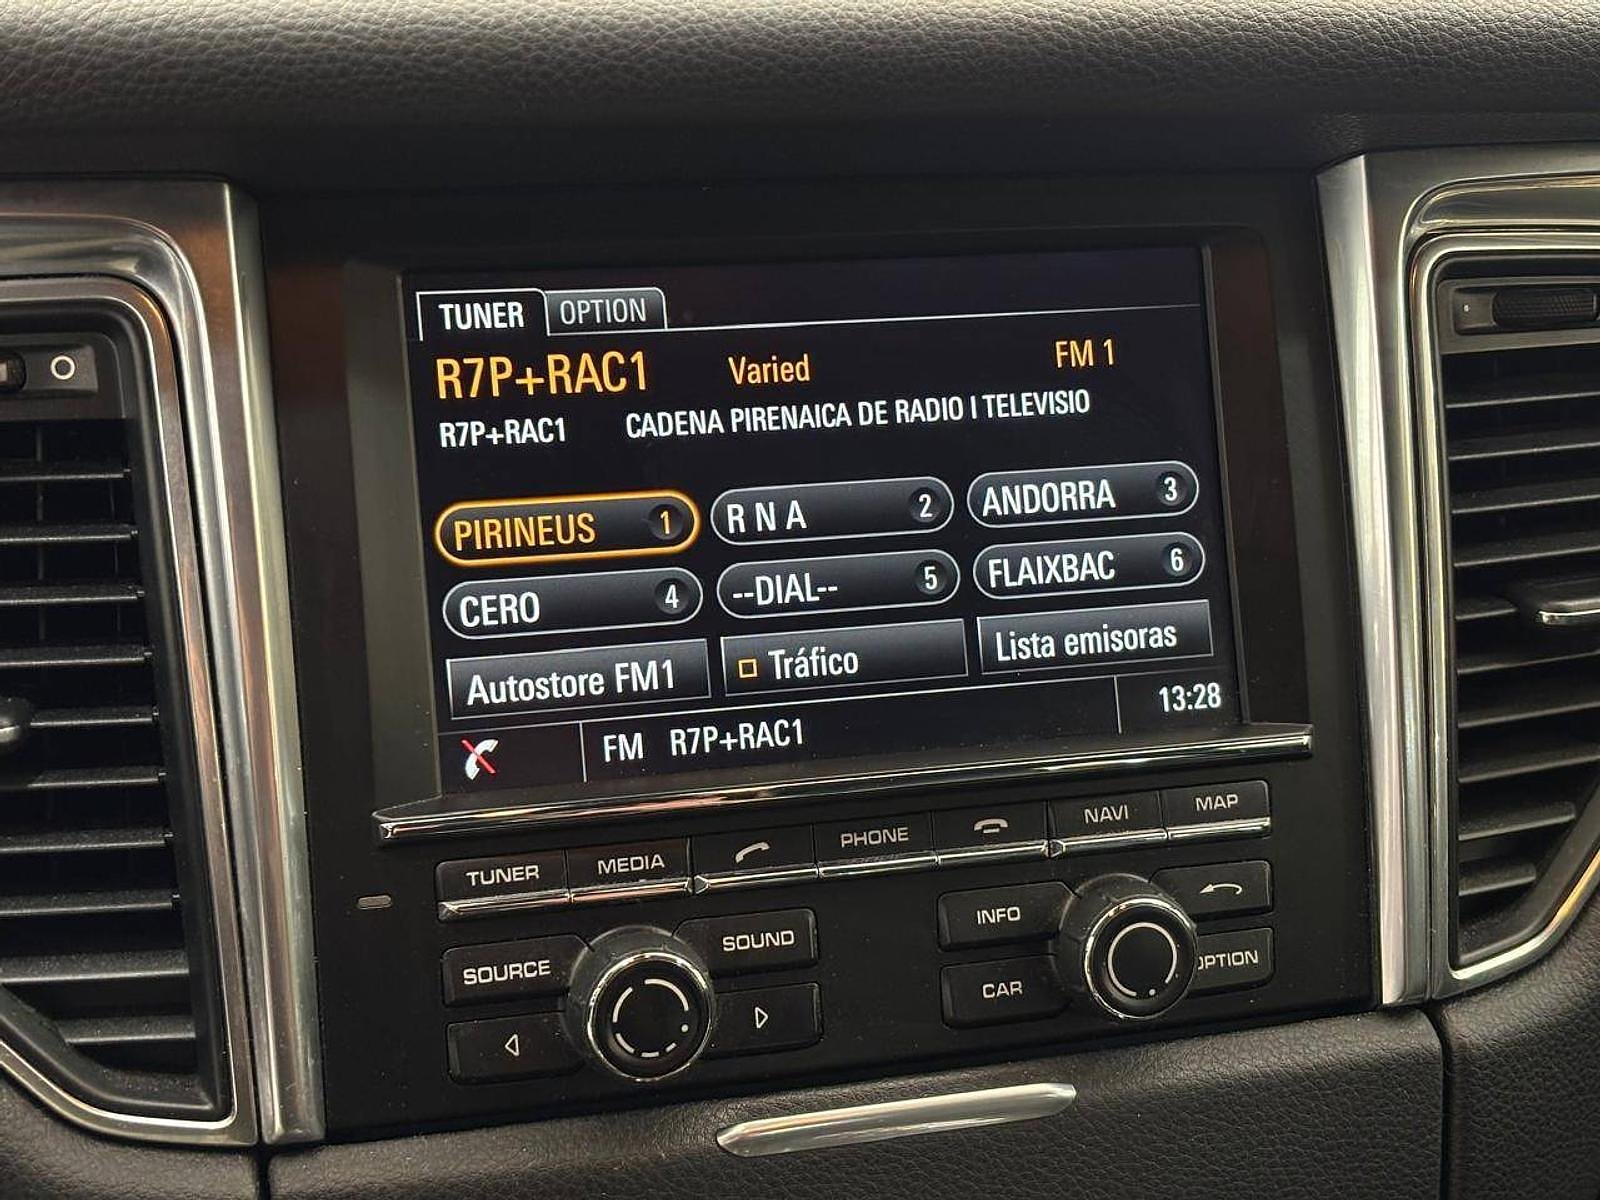 TUNER OPTION
R7P+RAC1 Varied FM 1
R7P+RAC1 CADENA PIRENAICA DE RADIO I TELEVISIO
PIRINEUS 1 R N A 2 ANDORRA 3
CERO 4 --DIAL-- 5 FLAIXBAC 6
Autostore FM1 Tráfico Lista emisoras
FM R7P+RAC1 13:28
TUNER MEDIA PHONE NAVI MAP
SOURCE SOUND INFO
CAR OPTION